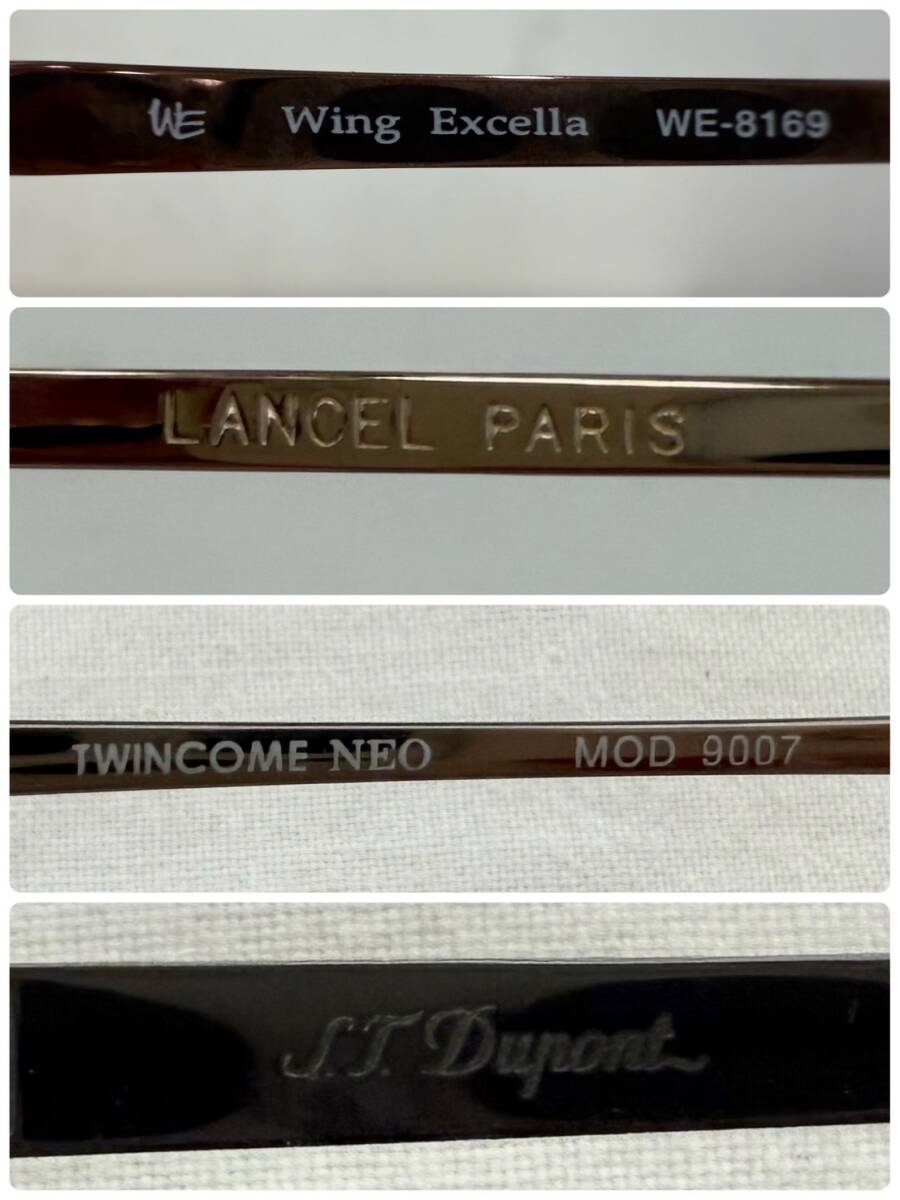 WE Wing Excella WE-8169
LANCEL PARIS
TWINCOME NEO MOD 9007
S.T. Dupont